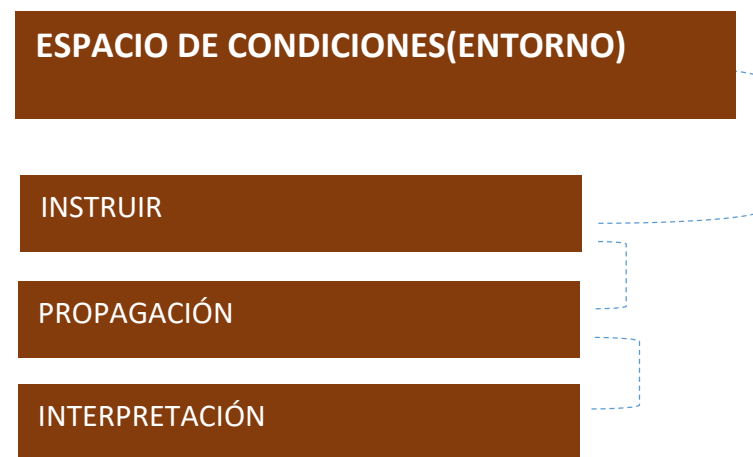 ESPACIO DE CONDICIONES(ENTORNO)
INSTRUIR
PROPAGACIÓN
INTERPRETACIÓN